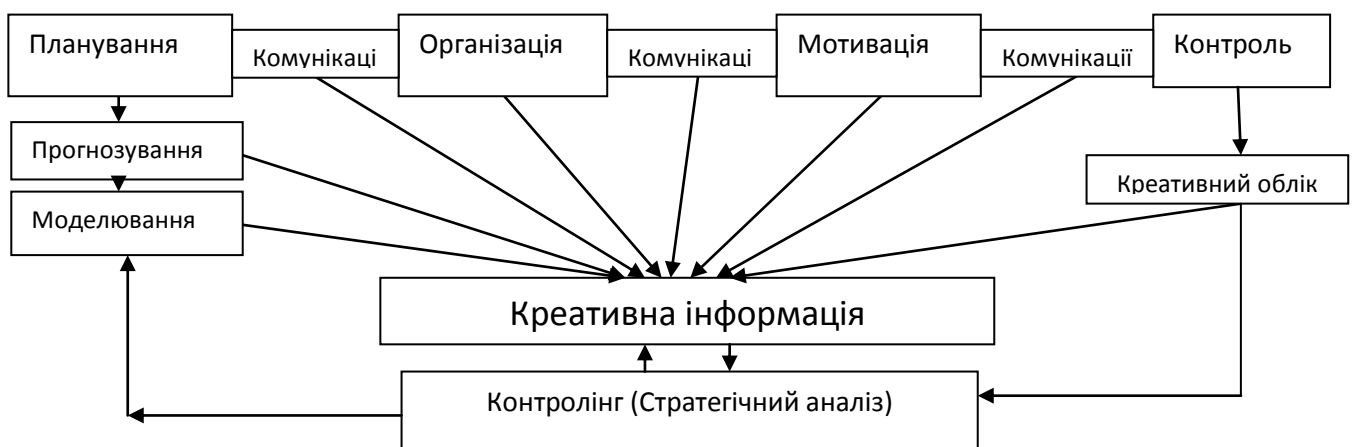 Планування
Комунікаці
Організація
Комунікаці
Мотивація
Комунікації
Контроль
Прогнозування
Креативний облік
Моделювання
Креативна інформація
Контролінг (Стратегічний аналіз)